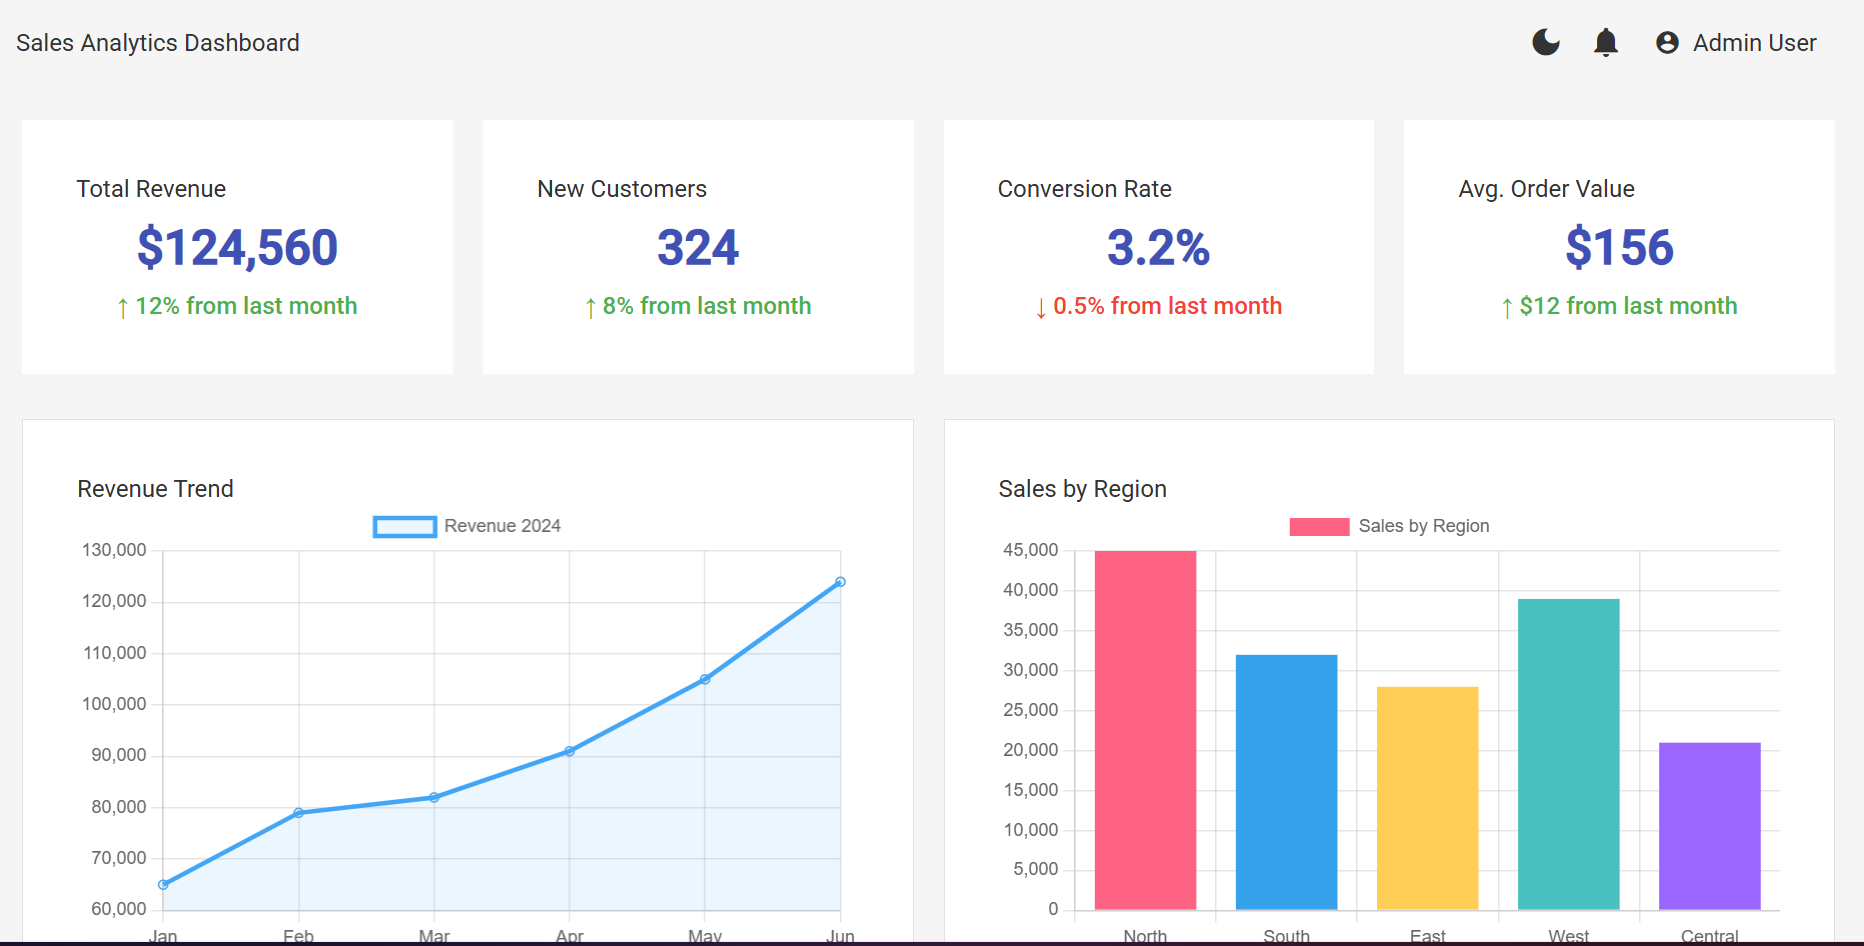 Sales Analytics Dashboard
Admin User
Total Revenue
$124,560
↑ 12% from last month
New Customers
324
↑ 8% from last month
Conversion Rate
3.2%
↓ 0.5% from last month
Avg. Order Value
$156
↑ $12 from last month
Revenue Trend
Revenue 2024
130,000
120,000
110,000
100,000
90,000
80,000
70,000
60,000
Jan Feb Mar Apr May Jun
Sales by Region
Sales by Region
45,000
40,000
35,000
30,000
25,000
20,000
15,000
10,000
5,000
0
North South East West Central